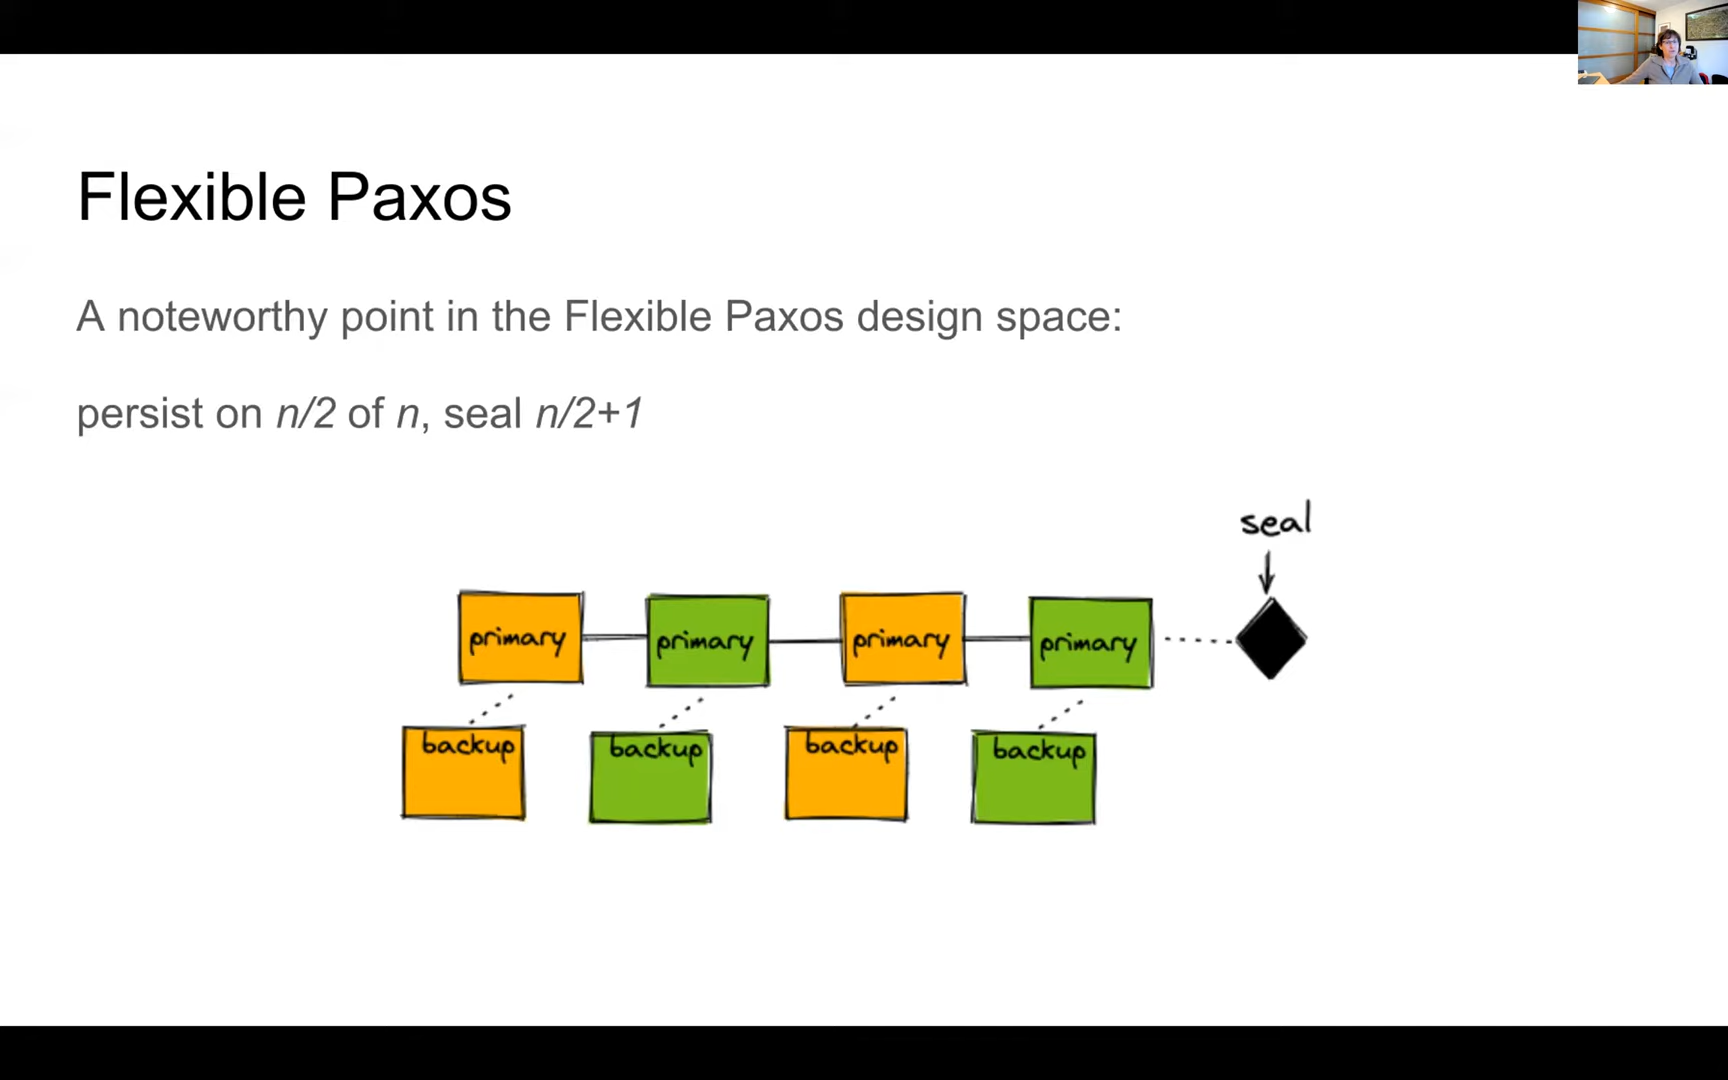 Flexible Paxos
A noteworthy point in the Flexible Paxos design space:
persist on n/2 of n, seal n/2+1
seal
primary primary primary primary
backup backup backup backup